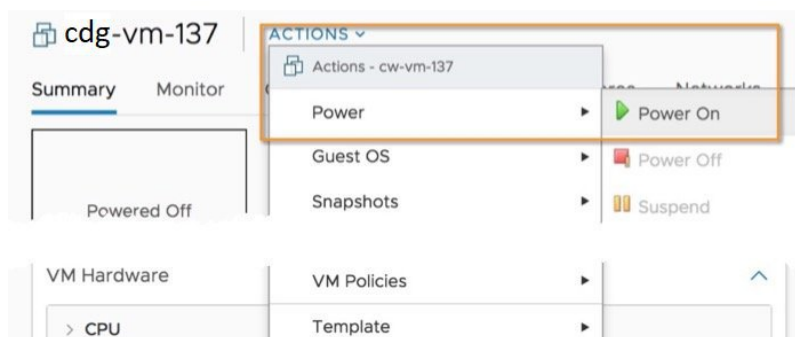 cdg-vm-137
ACTIONS
Actions - cw-vm-137
Summary Monitor
Networks
Power
Power On
Guest OS
Power Off
Snapshots
Suspend
Powered Off
VM Hardware
VM Policies
CPU
Template